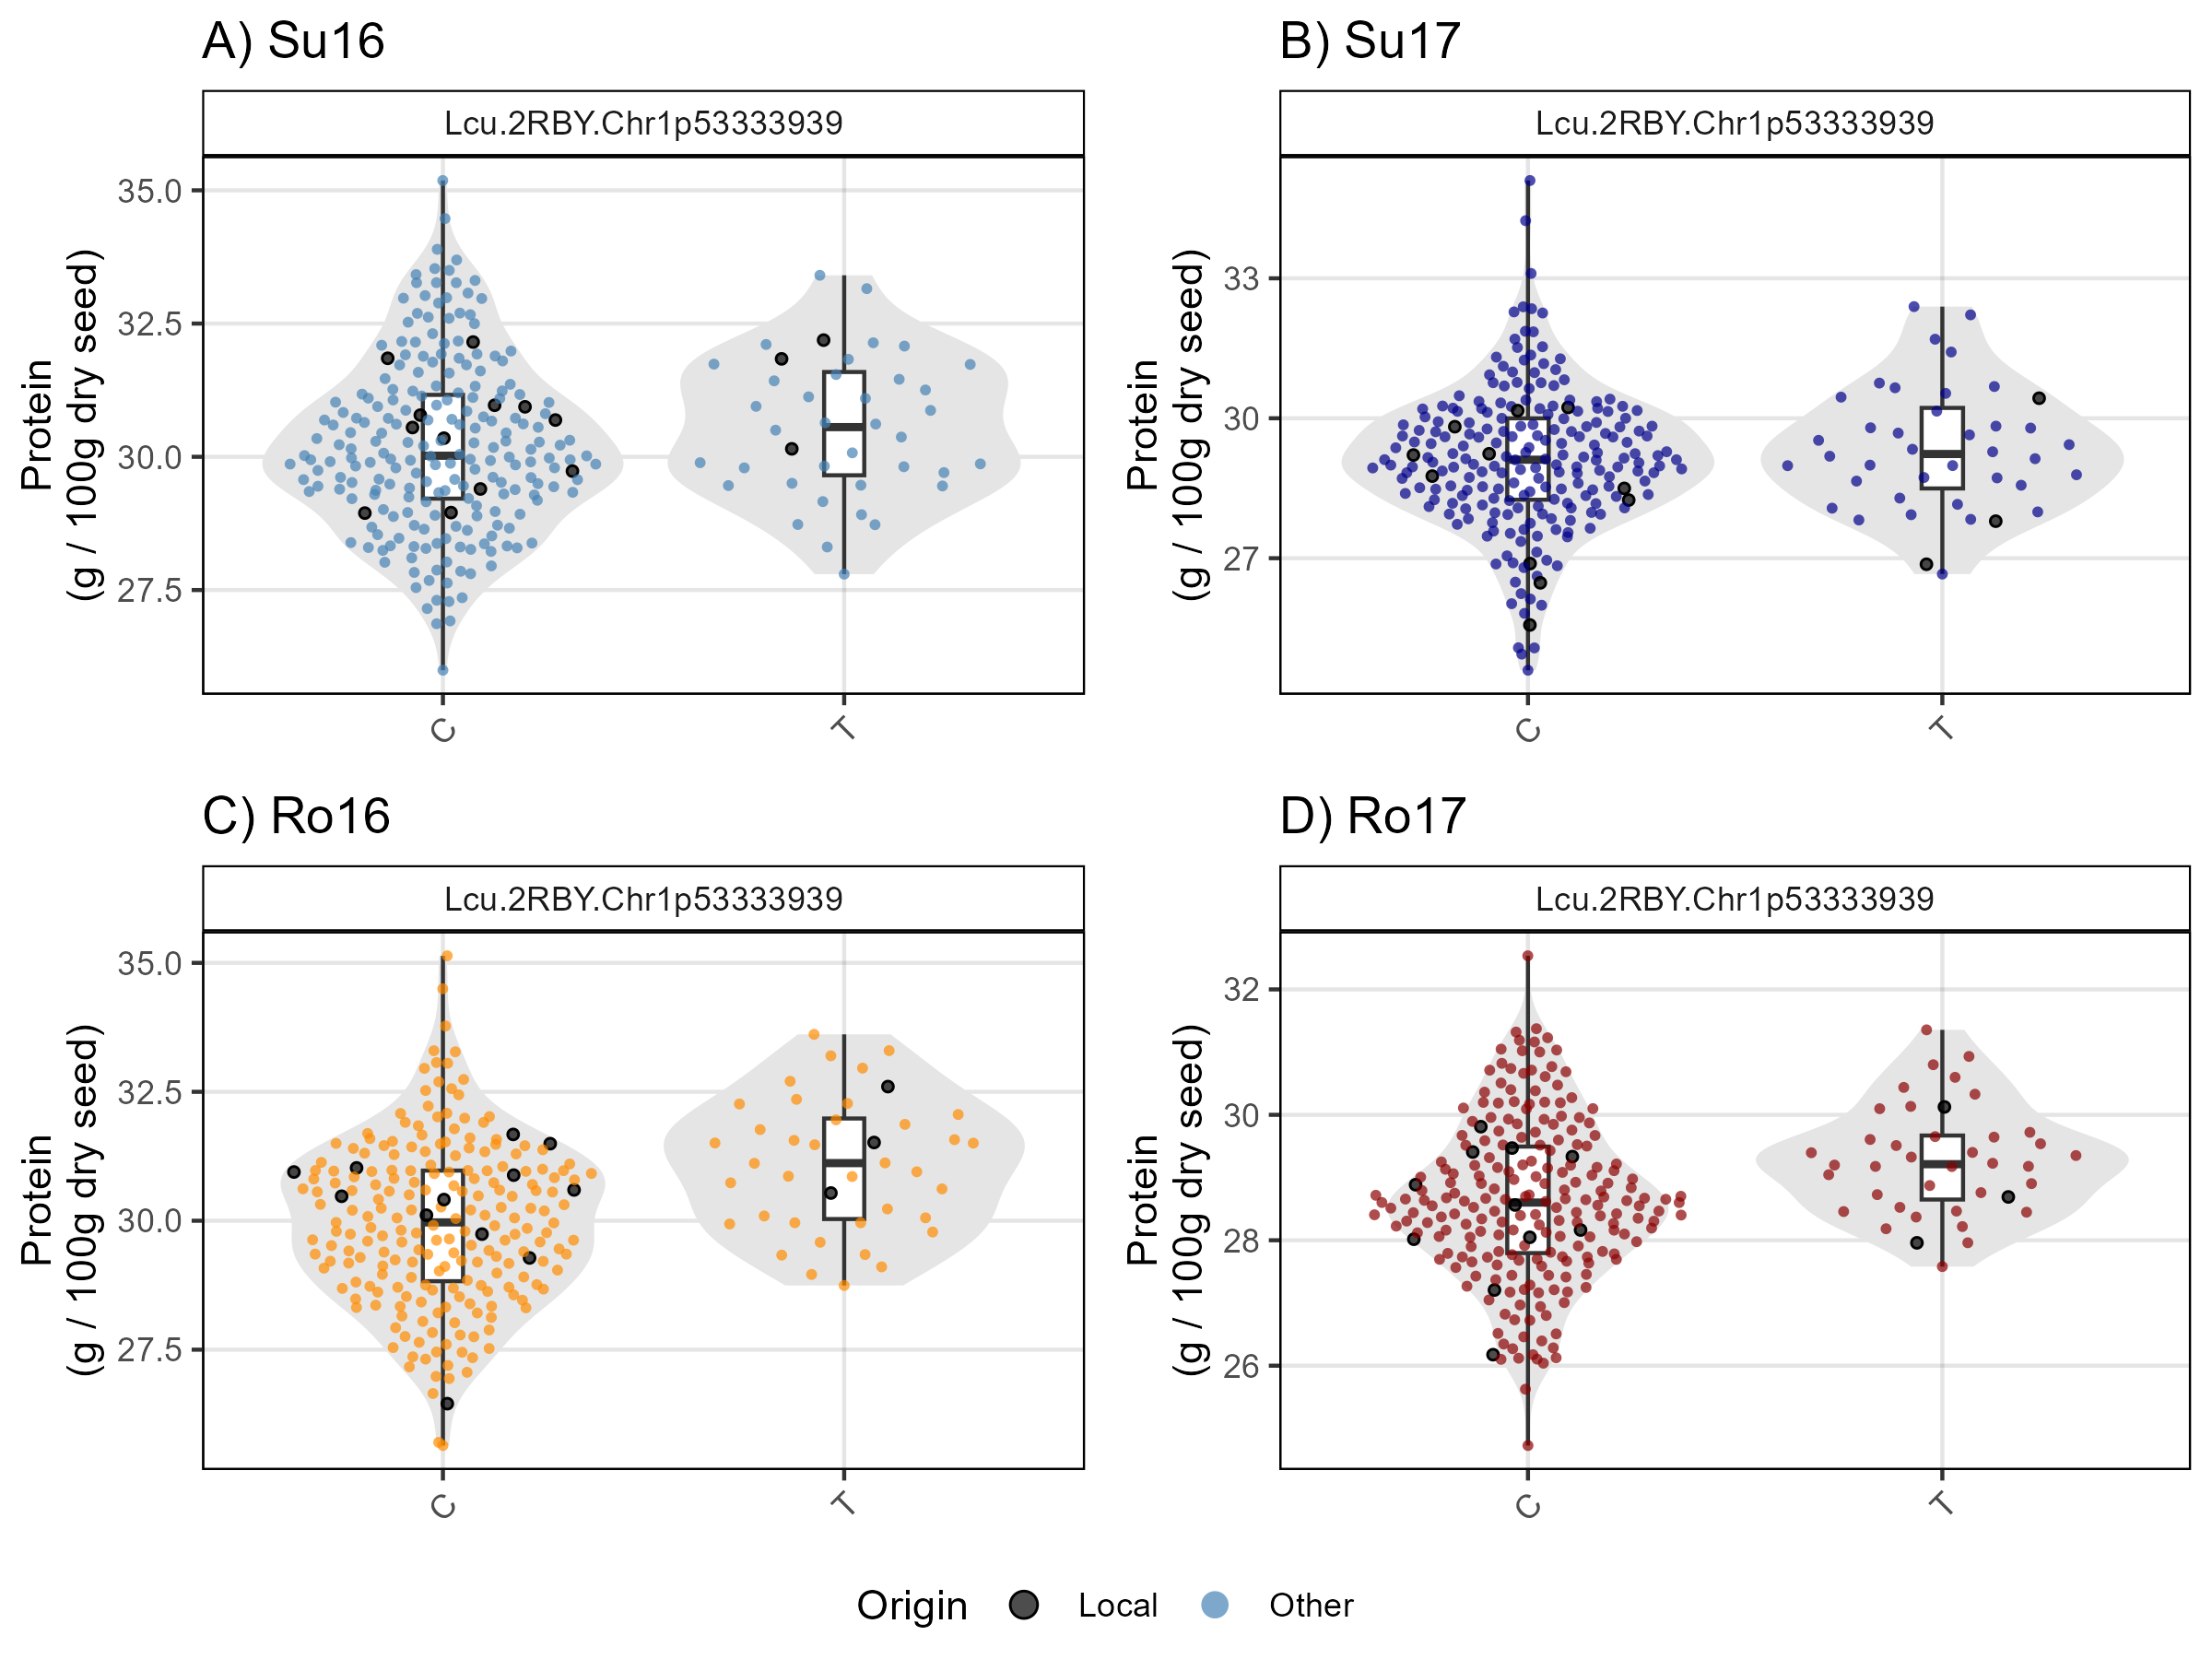 A) Su16
Lcu.2RBY.Chr1p53333939
Protein
(g / 100g dry seed)
35.0
32.5
30.0
27.5
C
T
B) Su17
Lcu.2RBY.Chr1p53333939
Protein
(g / 100g dry seed)
33
30
27
C
T
C) Ro16
Lcu.2RBY.Chr1p53333939
Protein
(g / 100g dry seed)
35.0
32.5
30.0
27.5
C
T
D) Ro17
Lcu.2RBY.Chr1p53333939
Protein
(g / 100g dry seed)
32
30
28
26
C
T
Origin Local Other